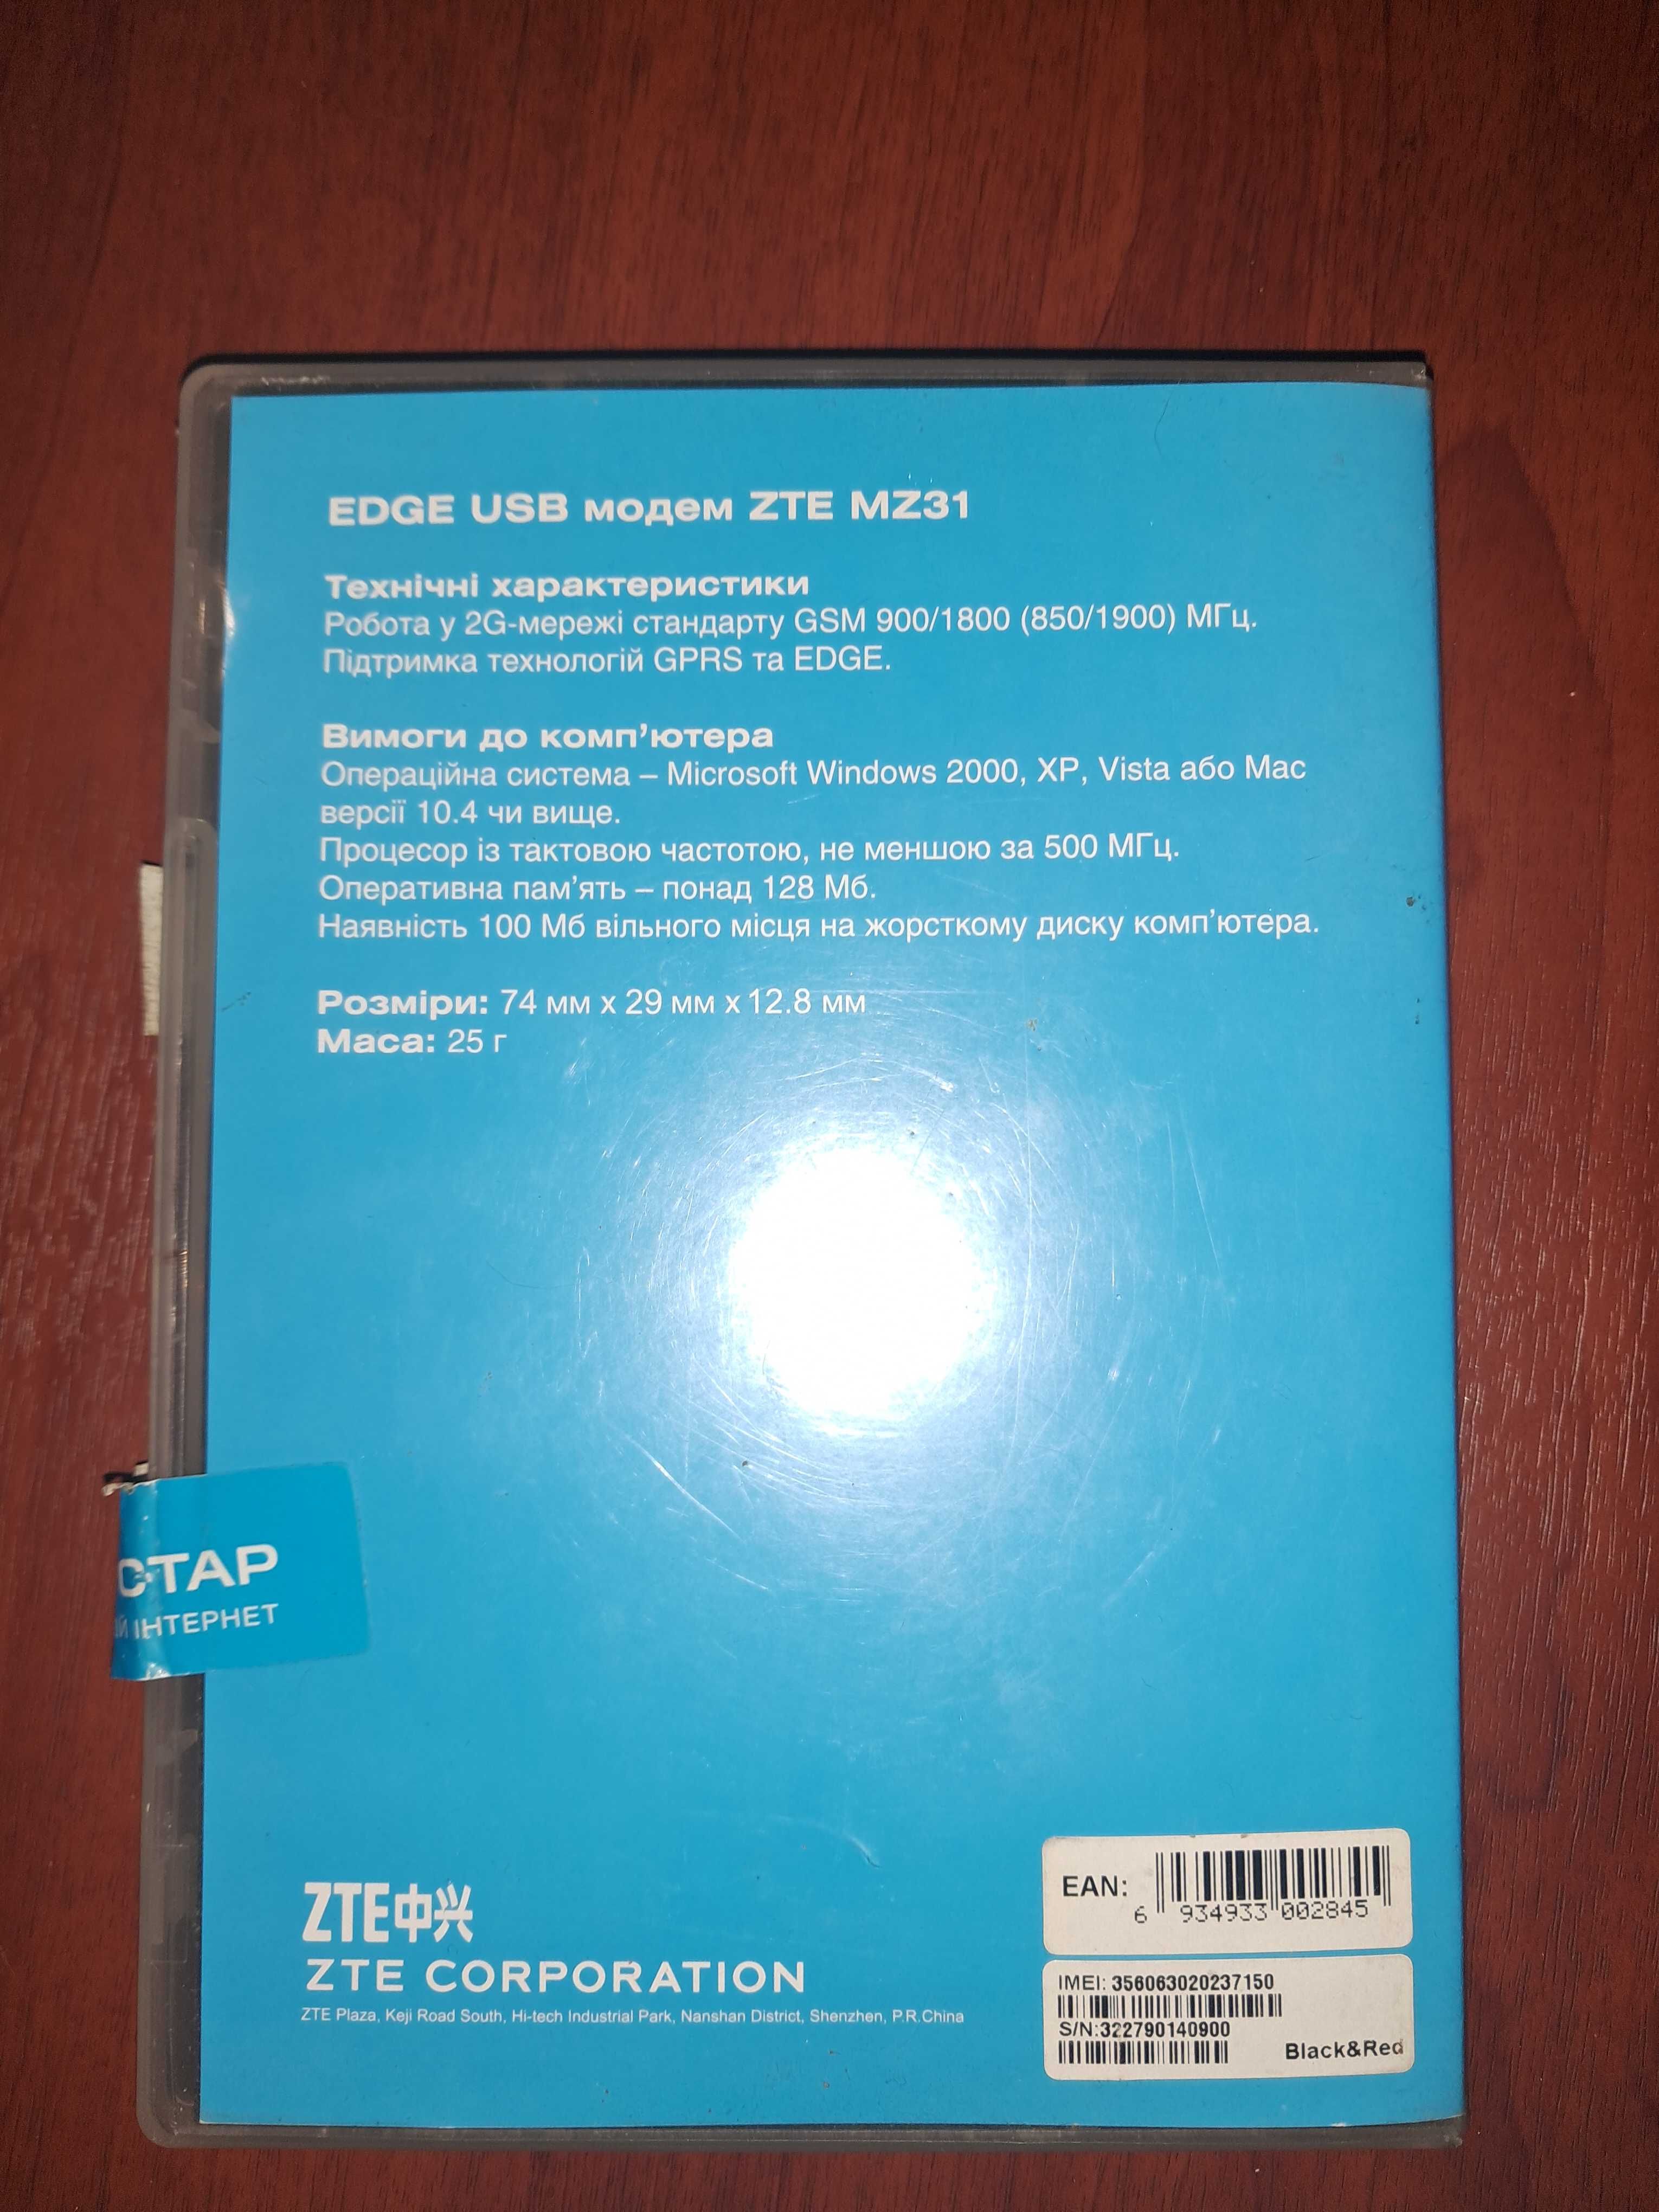 EDGE USB модем ZTE MZ31
Технічні характеристики
Робота у 2G-мережі стандарту GSM 900/1800 (850/1900) МГц.
Підтримка технологій GPRS та EDGE.
Вимоги до комп'ютера
Операційна система – Microsoft Windows 2000, XP, Vista або Mac
версії 10.4 чи вище.
Процесор із тактовою частотою, не меншою за 500 МГц.
Оперативна пам'ять – понад 128 Мб.
Наявність 100 Мб вільного місця на жорсткому диску комп'ютера.
Розміри: 74 мм x 29 мм x 12.8 мм
Маса: 25 г
СТАР
ІНТЕРНЕТ
ZTE中兴
ZTE CORPORATION
ZTE Plaza, Keji Road South, Hi-tech Industrial Park, Nanshan District, Shenzhen, P.R.China
EAN:
6 934933 002845
IMEI: 356063020237150
S/N:322790140900
Black&Red